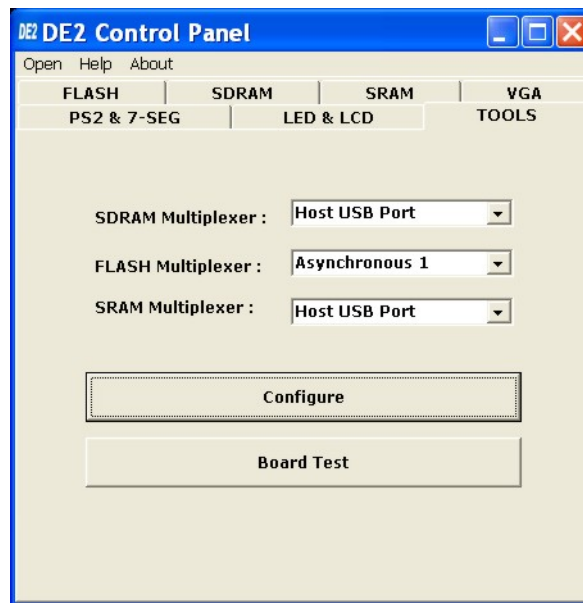 DE2 DE2 Control Panel
Open Help About
FLASH SDRAM SRAM VGA
PS2 & 7-SEG LED & LCD TOOLS
SDRAM Multiplexer : Host USB Port
FLASH Multiplexer : Asynchronous 1
SRAM Multiplexer : Host USB Port
Configure
Board Test